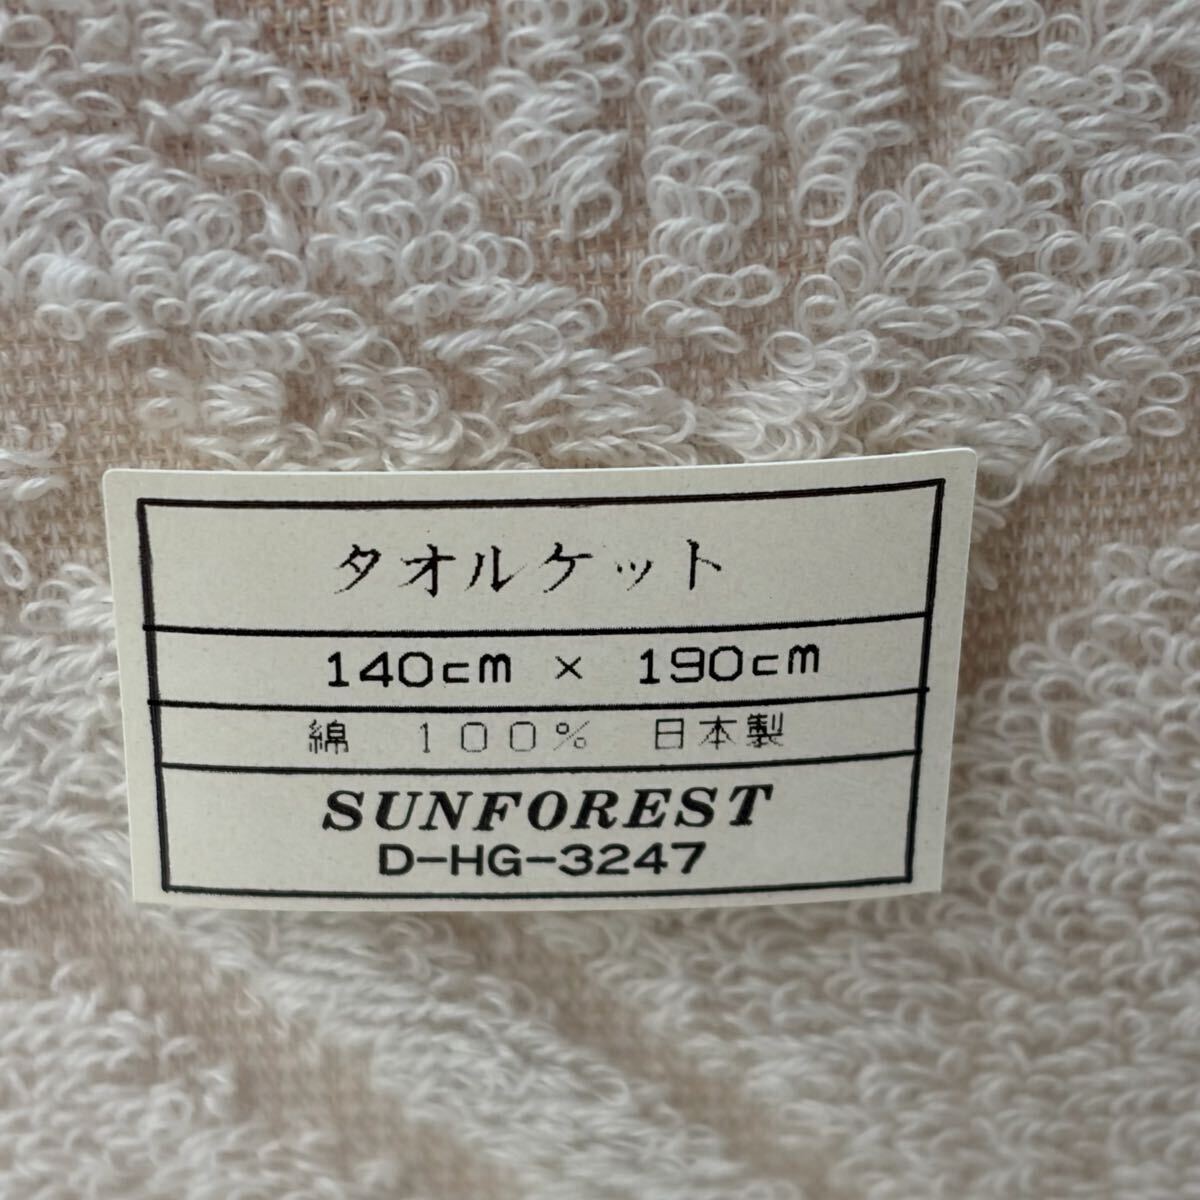 タオルケット
140cm × 190cm
綿 100% 日本製
SUNFOREST
D-HG-3247